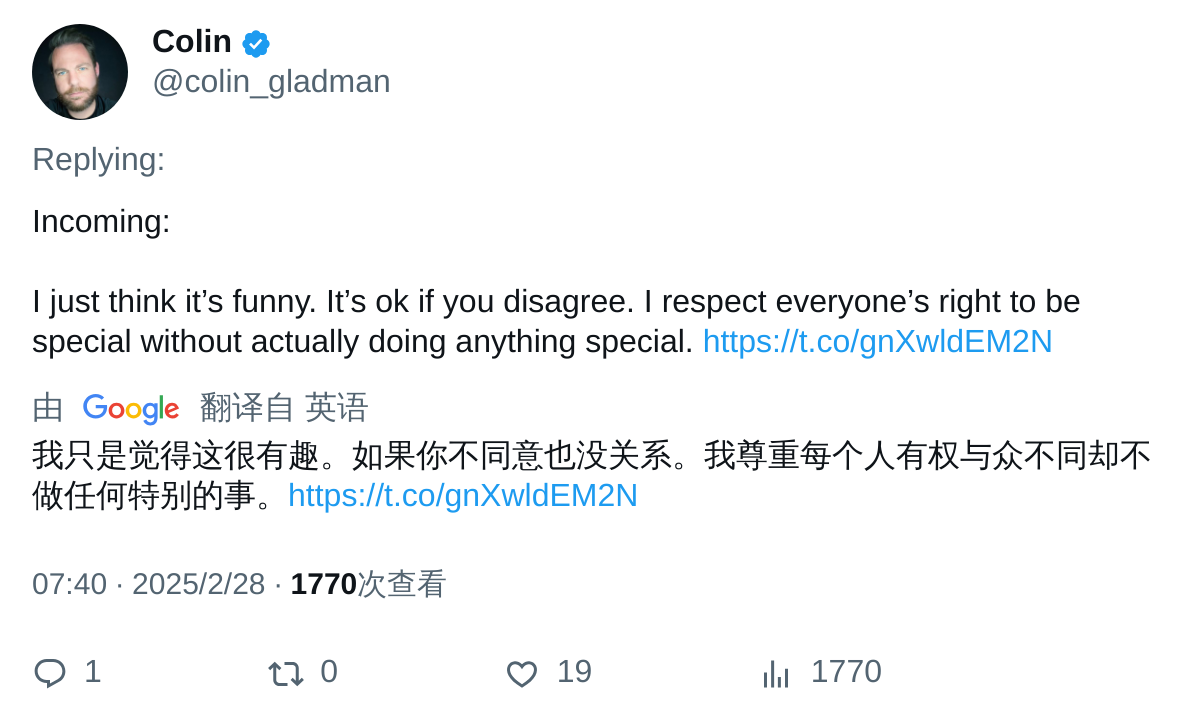 Colin
@colin_gladman
Replying:
Incoming:
I just think it’s funny. It’s ok if you disagree. I respect everyone’s right to be
special without actually doing anything special. https://t.co/gnXwldEM2N
由 Google 翻译自 英语
我只是觉得这很有趣。如果你不同意也没关系。我尊重每个人有权与众不同却不
做任何特别的事。https://t.co/gnXwldEM2N
07:40 · 2025/2/28 · 1770次查看
1 0 19 1770